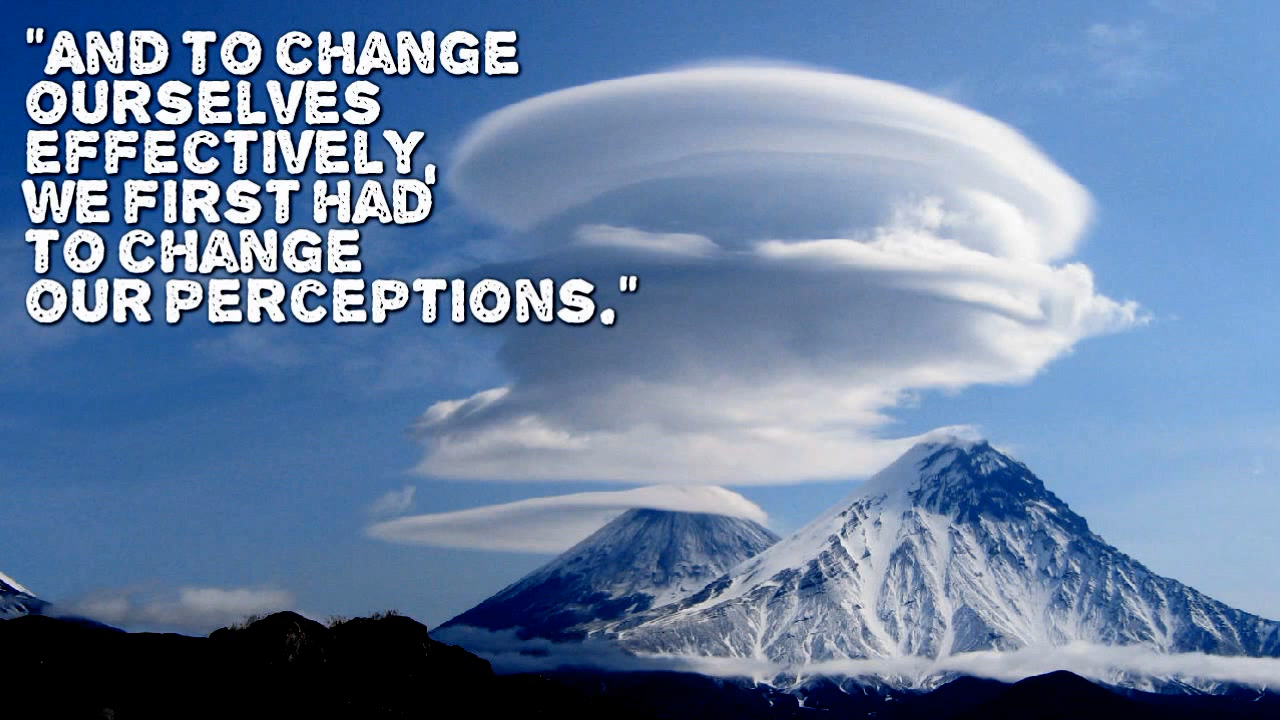 "AND TO CHANGE
OURSELVES
EFFECTIVELY,
WE FIRST HAD
TO CHANGE
OUR PERCEPTIONS."